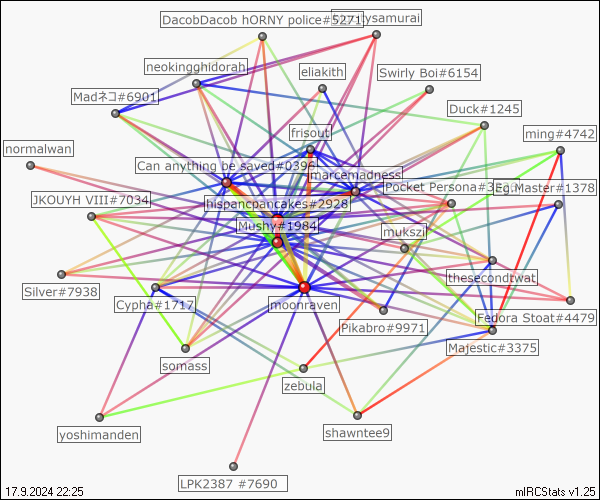 DacobDacob hORNY police#5271
ysamurai
neokingghidorah
eliakith
Swirly Boi#6154
Madネコ#6901
Duck#1245
frisout
ming#4742
normalwan
Can anything be saved#0396
marcemadness
Pocket Persona#3
Eg.Master#1378
JKOUYH VIII#7034
hispancpancakes#2928
Mushy#1984
mukszi
thesecondtwat
Silver#7938
Cypha#1717
moonraven
Fedora Stoat#4479
Pikabro#9971
Majestic#3375
somass
zebula
yoshimanden
shawntee9
LPK2387 #7690
17.9.2024 22:25
mIRCStats v1.25